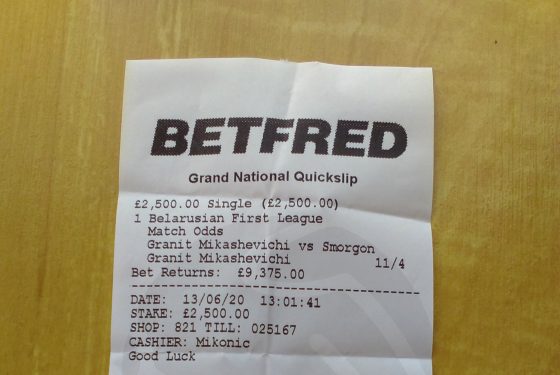 BETFRED
Grand National Quickslip
£2,500.00 Single (£2,500.00)
1 Belarusian First League
Match Odds
Granit Mikashevichi vs Smorgon
Granit Mikashevichi 11/4
Bet Returns: £9,375.00
DATE: 13/06/20 13:01:41
STAKE: £2,500.00
SHOP: 821 TILL: 025167
CASHIER: Mikonic
Good Luck